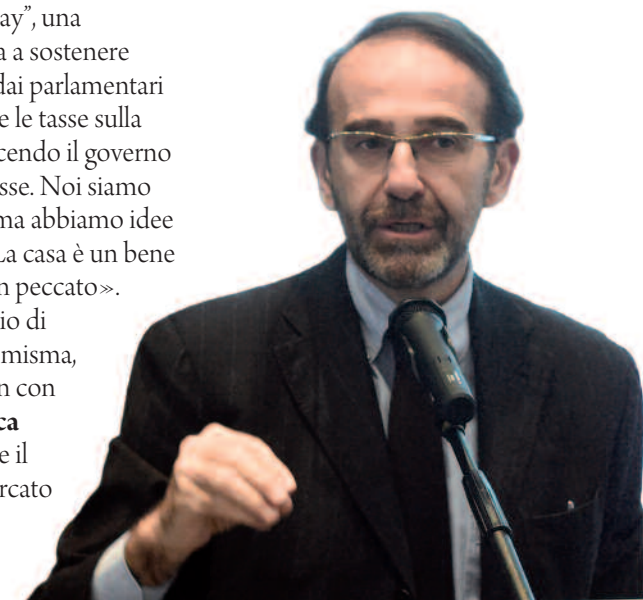 ay”, una
a a sostenere
dai parlamentari
e le tasse sulla
cendo il governo
sse. Noi siamo
ma abbiamo idee
La casa è un bene
n peccato».
io di
misma,
n con
ca
e il
rcato